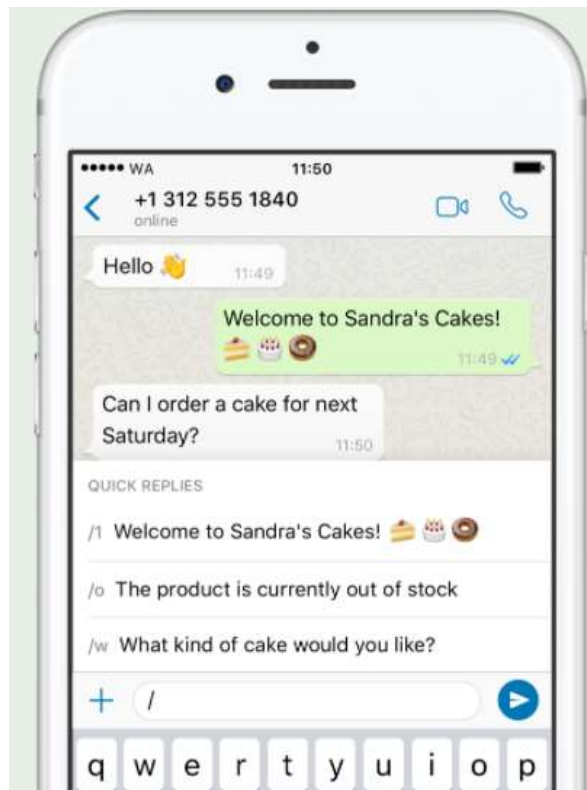 WA 11:50
+1 312 555 1840
online
Hello 👋 11:49
Welcome to Sandra's Cakes!
🍰 🎂 🍩 11:49
Can I order a cake for next
Saturday? 11:50
QUICK REPLIES
/1 Welcome to Sandra's Cakes! 🍰 🎂 🍩
/o The product is currently out of stock
/w What kind of cake would you like?
/
q w e r t y u i o p